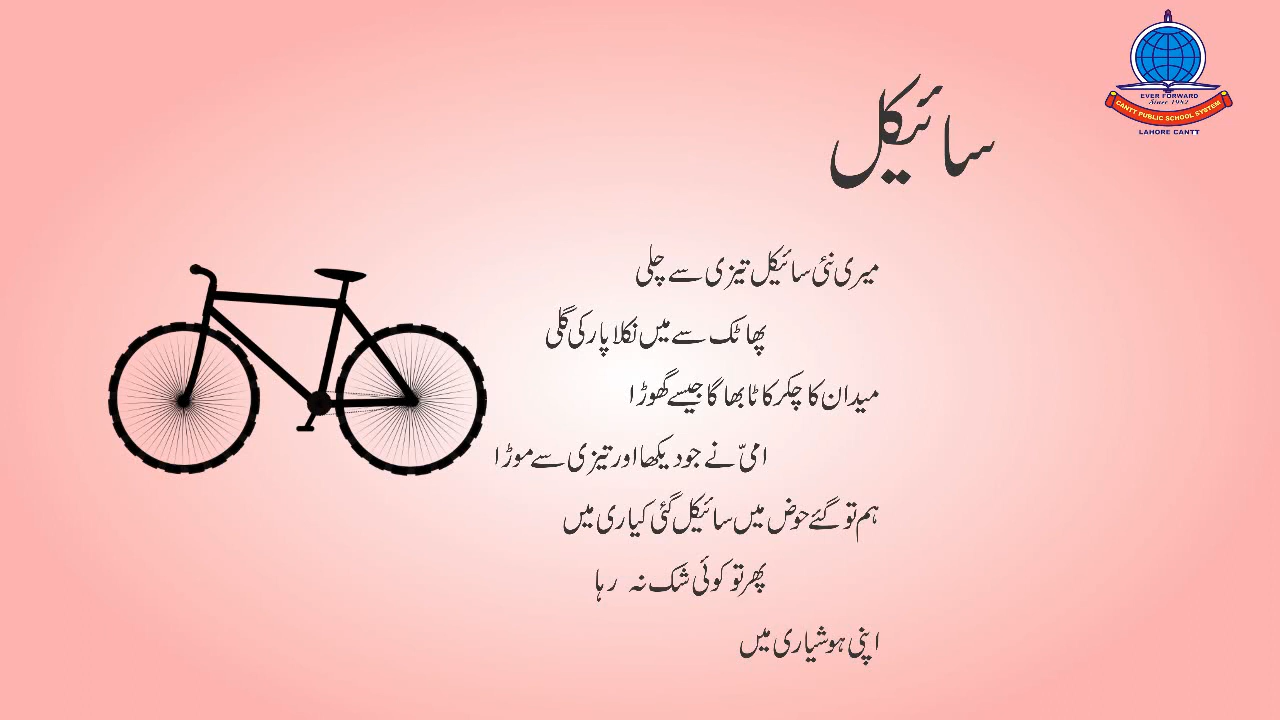 EVER FORWARD
Since 1982
CANTT PUBLIC SCHOOL SYSTEM
LAHORE CANTT
سائیکل
میری نئی سائیکل تیزی سے چلی
پھاٹک سے میں نکلا پار کی گلی
میدان کا چکر کاٹا بھاگا جیسے گھوڑا
امیّ نے جو دیکھا اور تیزی سے موڑا
ہم تو گئے حوض میں سائیکل گئی کیاری میں
پھر تو کوئی شک نہ رہا
اپنی ہوشیاری میں